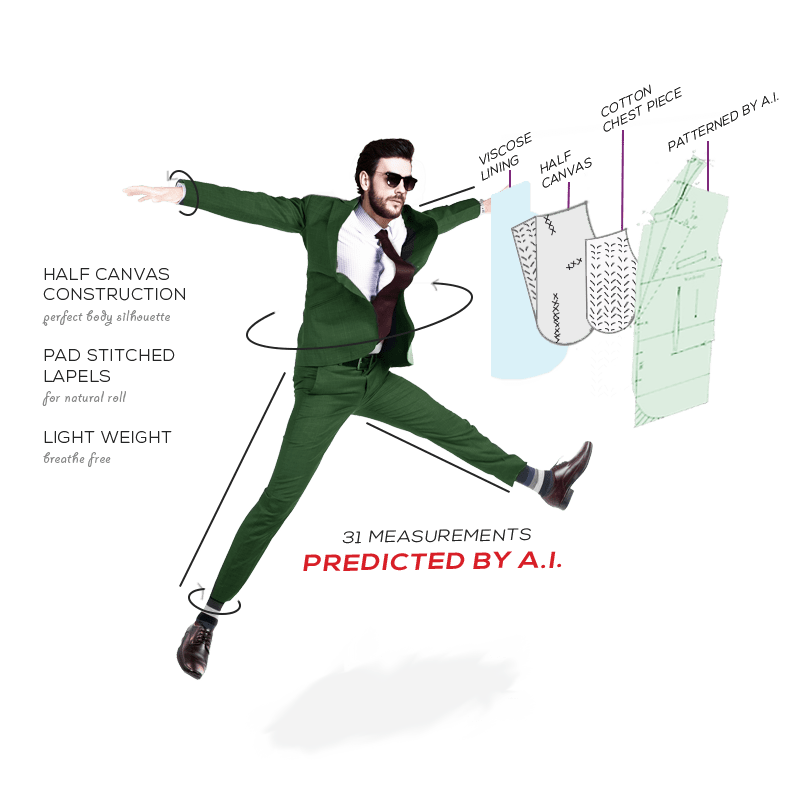 VISCOSE
LINING
HALF
CANVAS
COTTON
CHEST PIECE
PATTERNED BY A.I.
HALF CANVAS
CONSTRUCTION
perfect body silhouette
PAD STITCHED
LAPELS
for natural roll
LIGHT WEIGHT
breathe free
31 MEASUREMENTS
PREDICTED BY A.I.